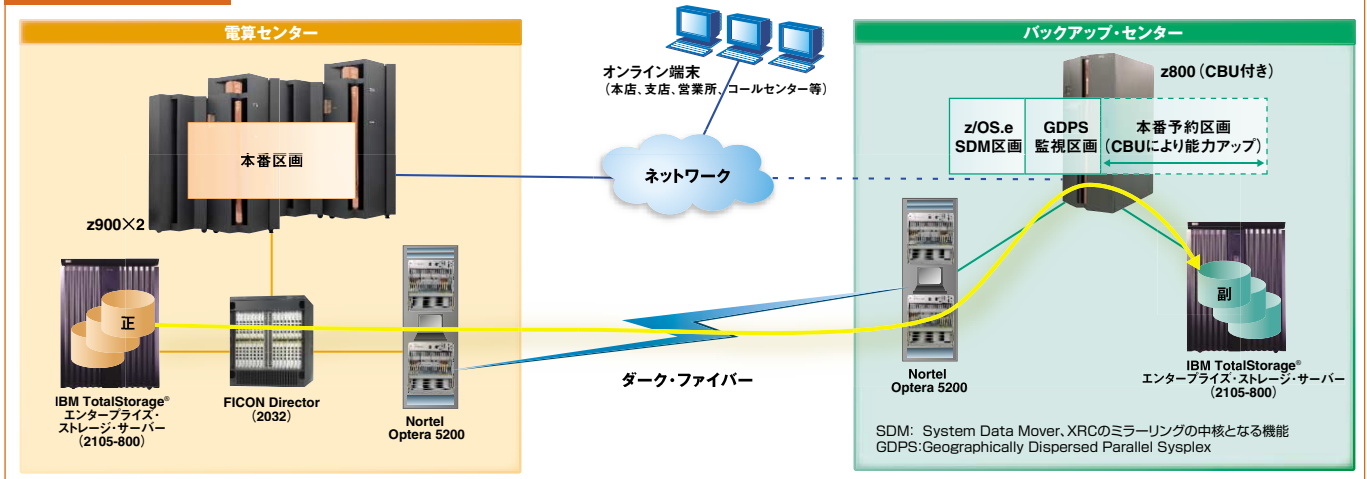 電算センター
本番区画
z900×2
正
IBM TotalStorage®
エンタープライズ・
ストレージ・サーバー
(2105-800)
FICON Director
(2032)
Nortel
Optera 5200
オンライン端末
(本店、支店、営業所、コールセンター等)
ネットワーク
ダーク・ファイバー
バックアップ・センター
z800(CBU付き)
z/OS.e
SDM区画
GDPS
監視区画
本番予約区画
(CBUにより能力アップ)
副
Nortel
Optera 5200
IBM TotalStorage®
エンタープライズ・ストレージ・サーバー
(2105-800)
SDM: System Data Mover、XRCのミラーリングの中核となる機能
GDPS:Geographically Dispersed Parallel Sysplex